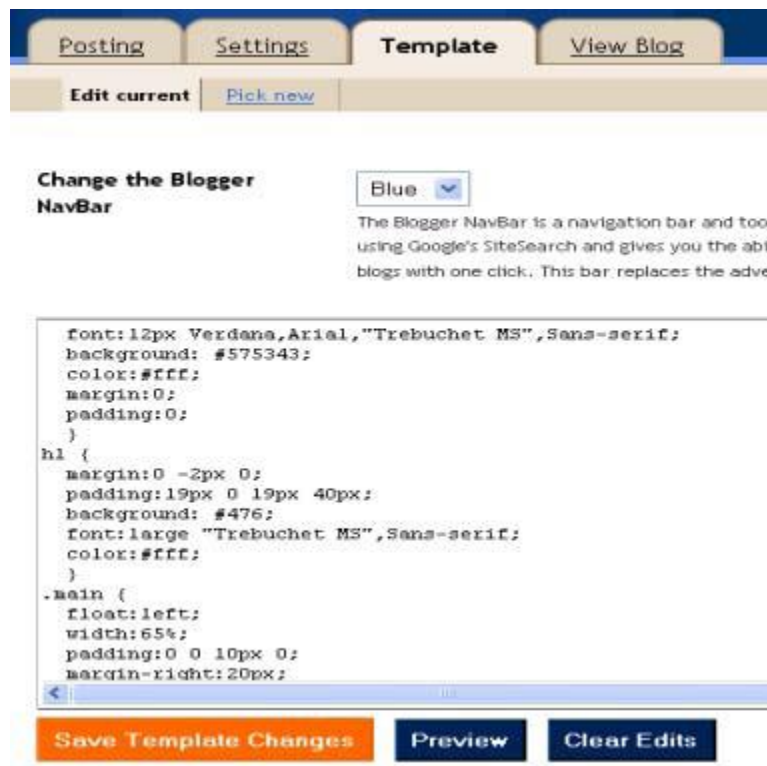 Posting Settings Template View Blog
Edit current Pick new
Change the Blogger
NavBar
Blue
The Blogger NavBar is a navigation bar and too
using Google's SiteSearch and gives you the abi
blogs with one click. This bar replaces the adve
font:12px Verdana,Arial,"Trebuchet MS",Sans-serif;
background: #575343;
color:#fff;
margin:0;
padding:0;
}
h1 {
margin:0 -2px 0;
padding:19px 0 19px 40px;
background: #476;
font:large "Trebuchet MS",Sans-serif;
color:#fff;
}
.main {
float:left;
width:65%;
padding:0 0 10px 0;
margin-right:20px;
Save Template Changes Preview Clear Edits